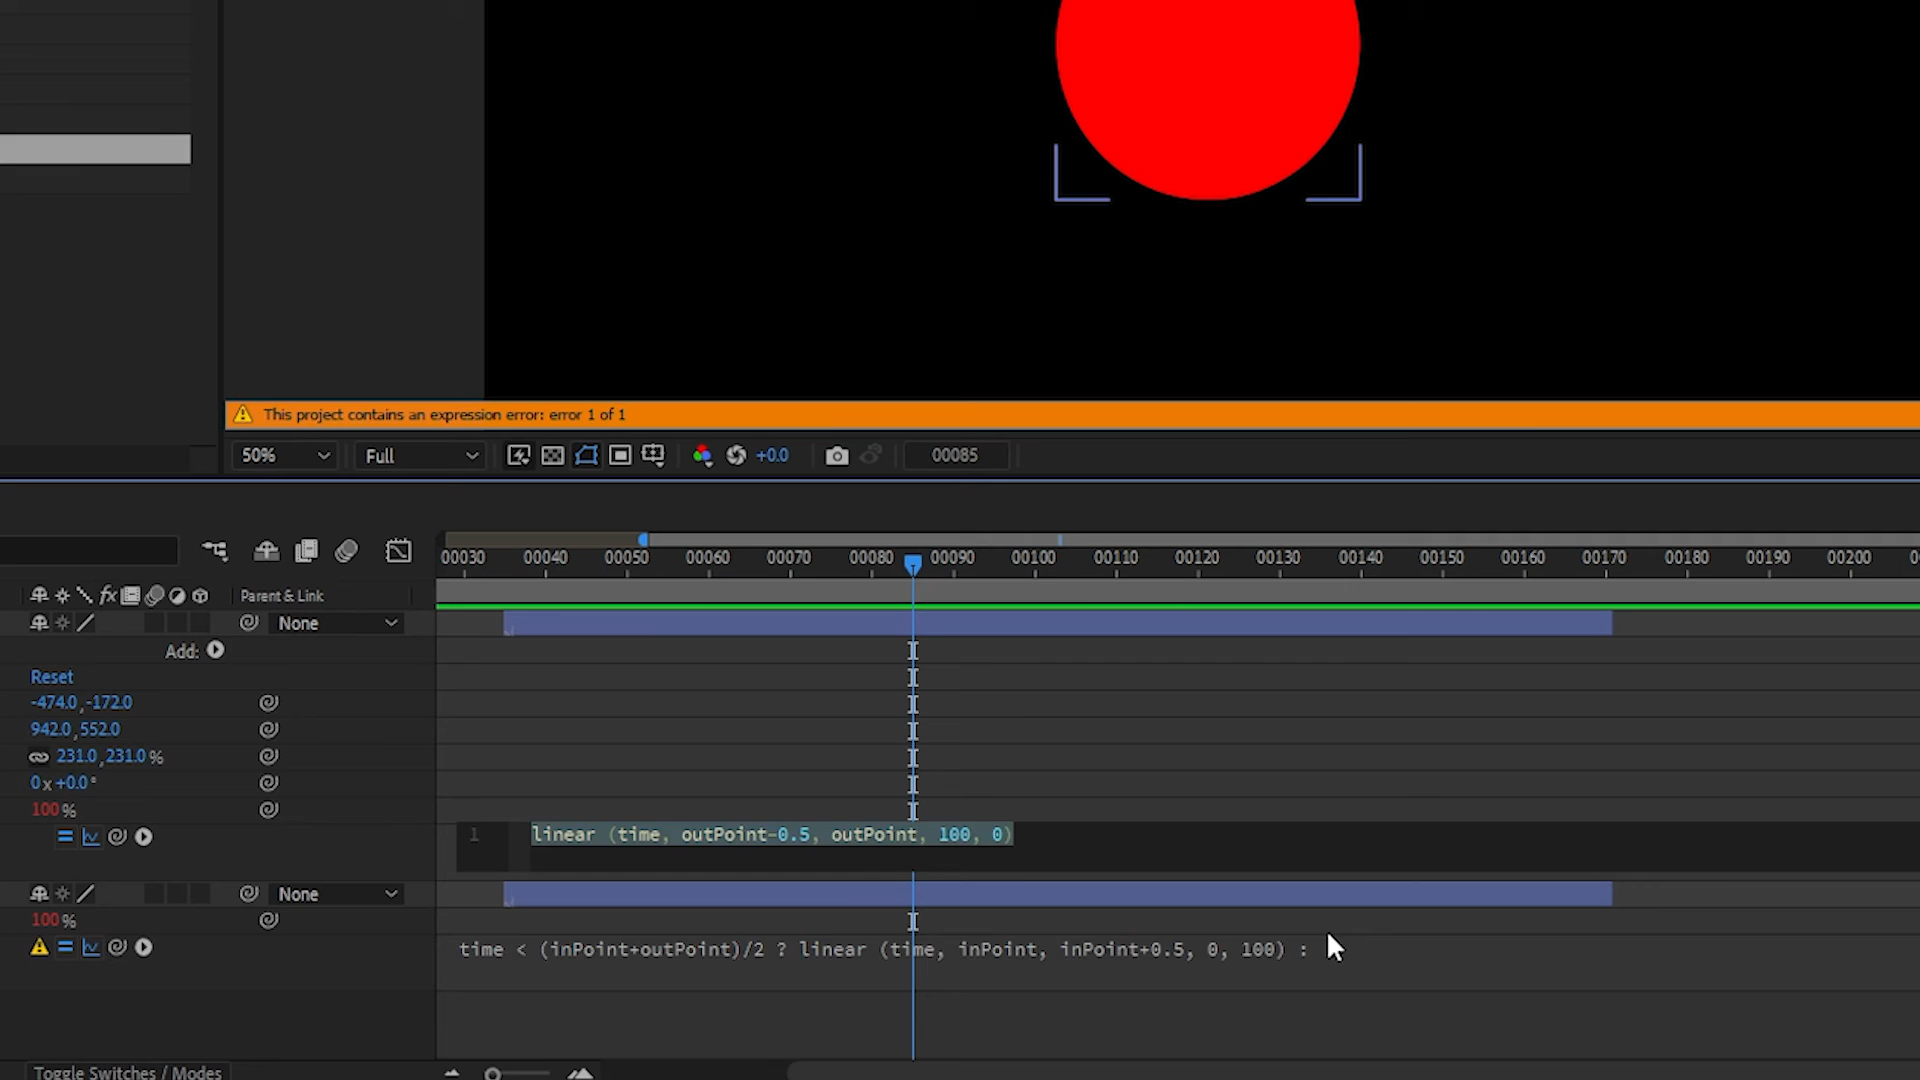 This project contains an expression error: error 1 of 1
50% Full +0.0 00085
00030 00040 00050 00060 00070 00080 00090 00100 00110 00120 00130 00140 00150 00160 00170 00180 00190 00200
fx Parent & Link
None
Add:
Reset
-474.0,-172.0
942.0,552.0
231.0,231.0%
0x+0.0°
100%
1 linear (time, outPoint-0.5, outPoint, 100, 0)
None
100%
time < (inPoint+outPoint)/2 ? linear (time, inPoint, inPoint+0.5, 0, 100) :
Toggle Switches / Modes